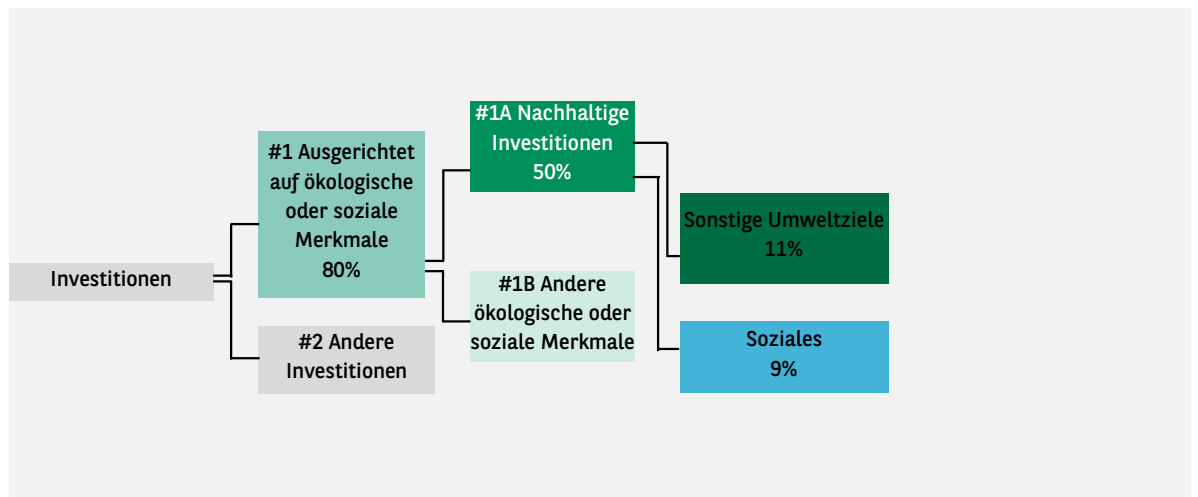 Investitionen
#1 Ausgerichtet
auf ökologische
oder soziale
Merkmale
80%
#2 Andere
Investitionen
#1A Nachhaltige
Investitionen
50%
#1B Andere
ökologische oder
soziale Merkmale
Sonstige Umweltziele
11%
Soziales
9%